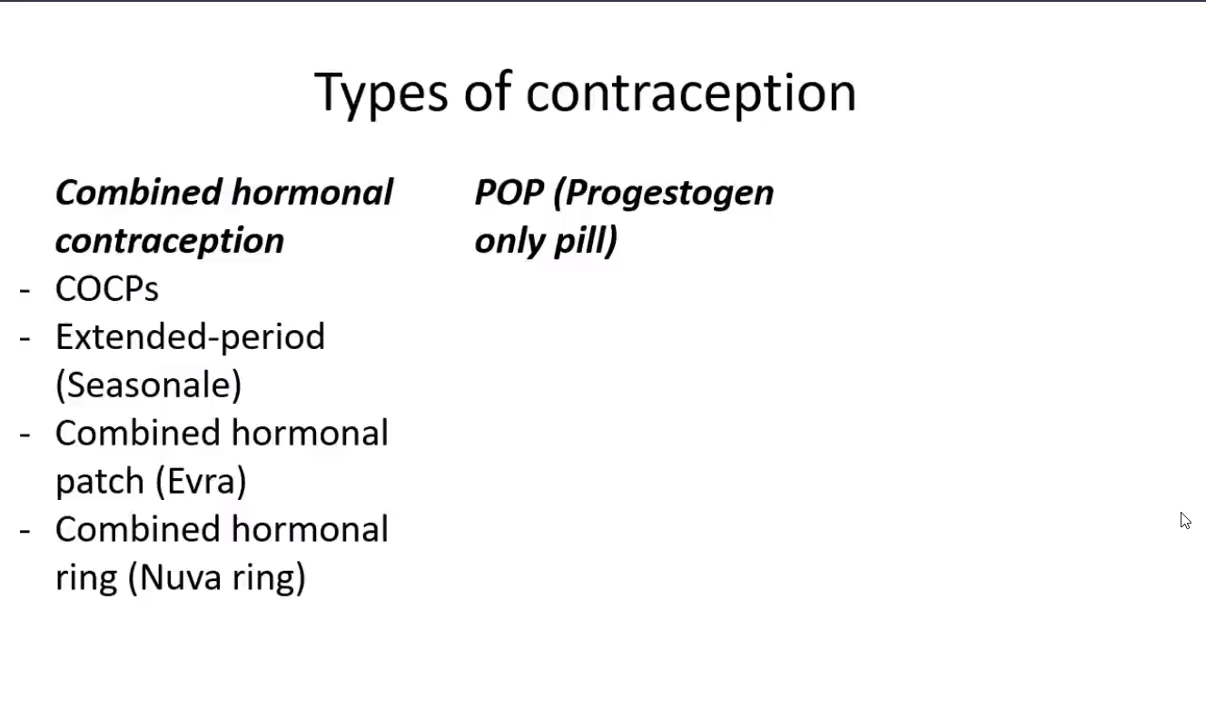 Types of contraception
Combined hormonal
contraception
- COCPs
- Extended-period
(Seasonale)
- Combined hormonal
patch (Evra)
- Combined hormonal
ring (Nuva ring)
POP (Progestogen
only pill)